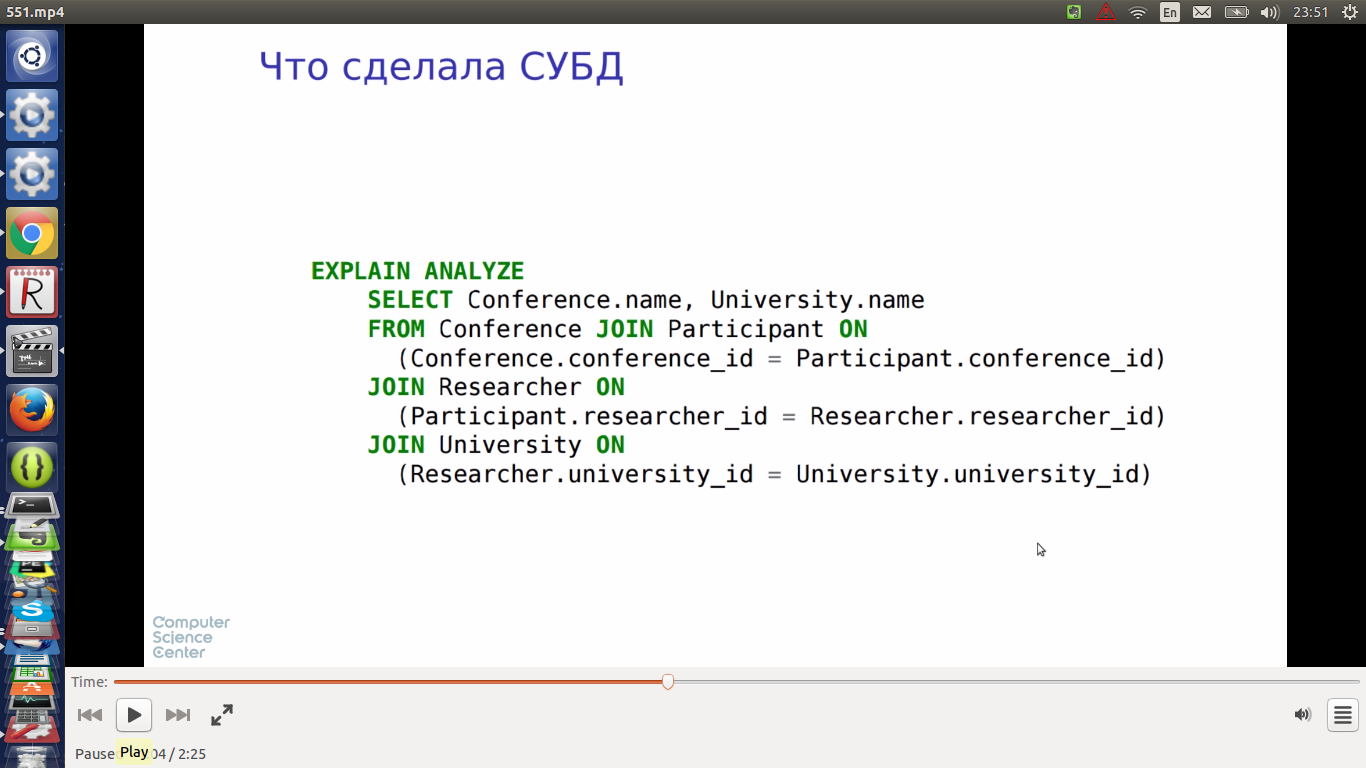 551.mp4
En
23:51
Что сделала СУБД
EXPLAIN ANALYZE
SELECT Conference.name, University.name
FROM Conference JOIN Participant ON
(Conference.conference_id = Participant.conference_id)
JOIN Researcher ON
(Participant.researcher_id = Researcher.researcher_id)
JOIN University ON
(Researcher.university_id = University.university_id)
Computer
Science
Center
Time:
Play
04 / 2:25